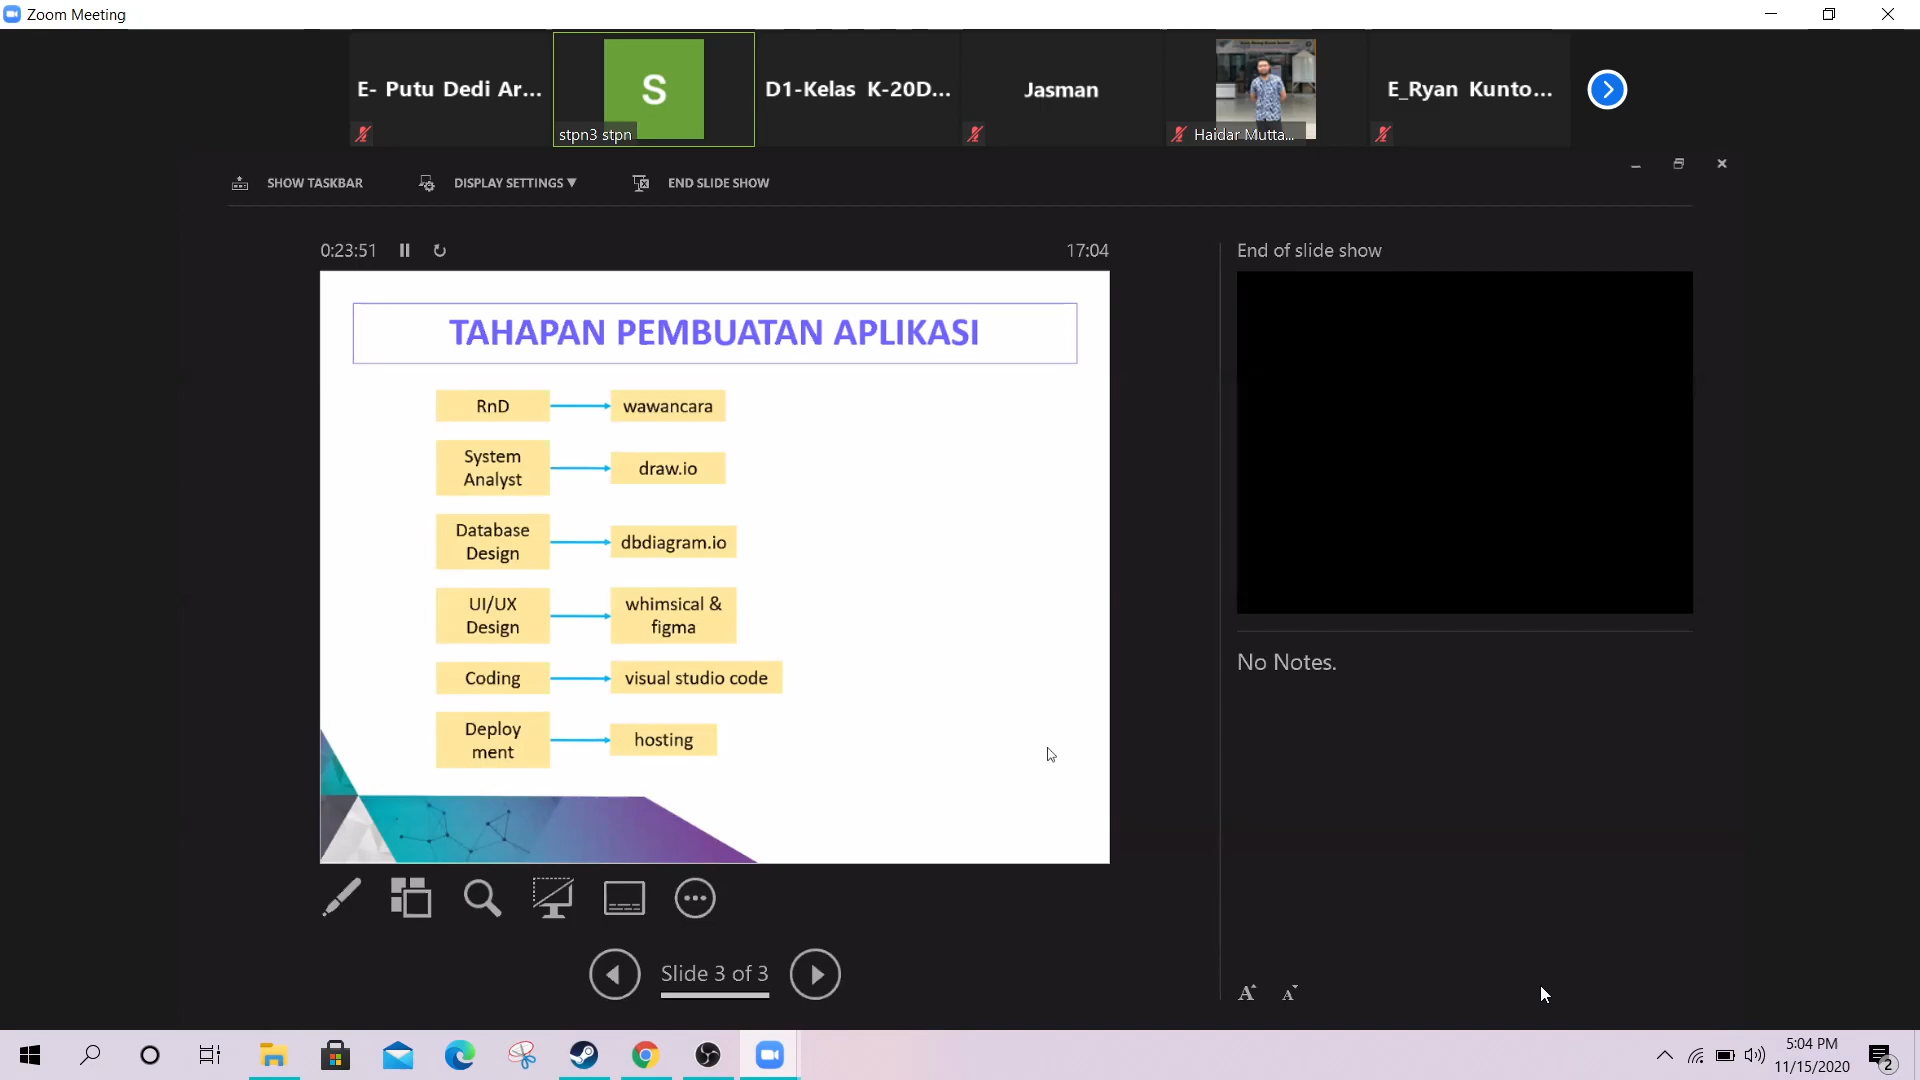 Zoom Meeting
E- Putu Dedi Ar...
S
stpn3 stpn
D1-Kelas K-20D...
Jasman
Haidar Mutta...
E_Ryan Kunto...
SHOW TASKBAR
DISPLAY SETTINGS ▼
END SLIDE SHOW
0:23:51
17:04
End of slide show
TAHAPAN PEMBUATAN APLIKASI
RnD
wawancara
System
Analyst
draw.io
Database
Design
dbdiagram.io
UI/UX
Design
whimsical &
figma
Coding
visual studio code
Deploy
ment
hosting
No Notes.
Slide 3 of 3
A
A
5:04 PM
11/15/2020
2